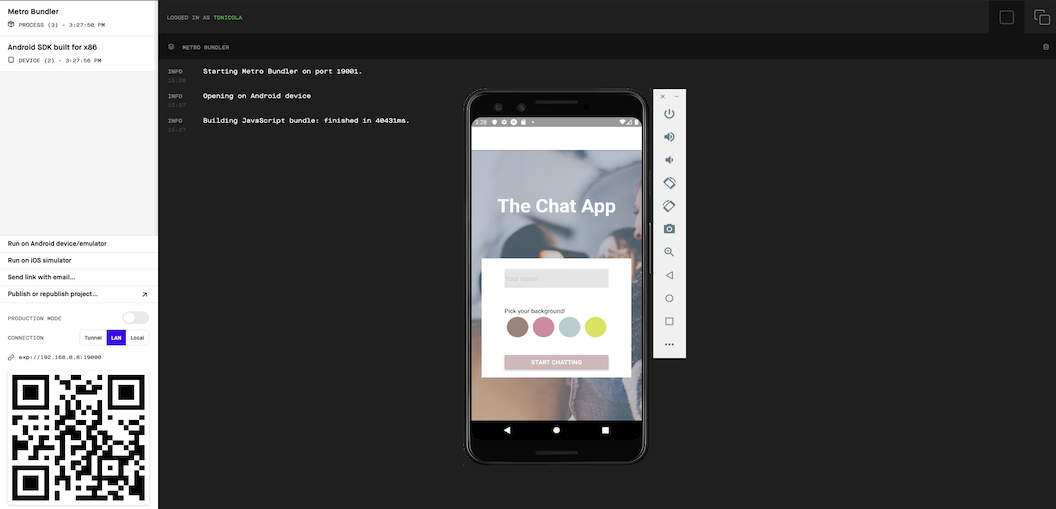 Metro Bundler
PROCESS (3) - 3:27:50 PM
Android SDK built for x86
DEVICE (2) - 3:27:56 PM
Run on Android device/emulator
Run on iOS simulator
Send link with email...
Publish or republish project...
PRODUCTION MODE
CONNECTION
Tunnel LAN Local
exp://192.168.0.8:19000
LOGGED IN AS TDNICOLA
METRO BUNDLER
INFO Starting Metro Bundler on port 19001.
15:26
INFO Opening on Android device
15:27
INFO Building JavaScript bundle: finished in 40431ms.
15:27
3:28
The Chat App
Your name
Pick your background!
START CHATTING